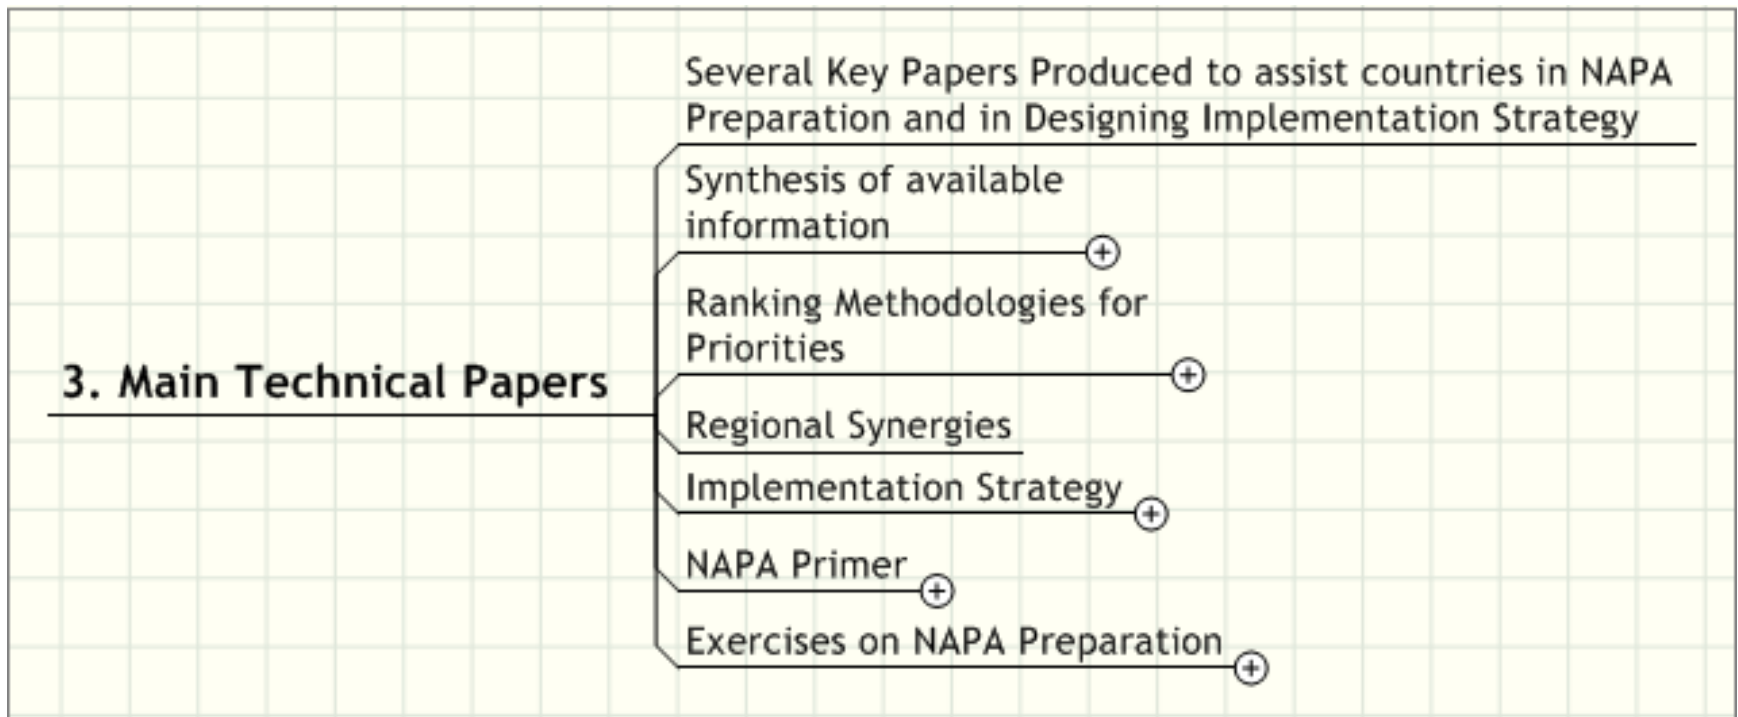 Several Key Papers Produced to assist countries in NAPA
Preparation and in Designing Implementation Strategy
Synthesis of available
information
Ranking Methodologies for
Priorities
3. Main Technical Papers
Regional Synergies
Implementation Strategy
NAPA Primer
Exercises on NAPA Preparation